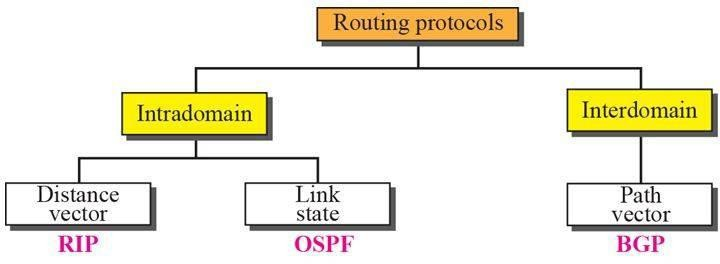 Routing protocols
Intradomain
Interdomain
Distance
vector
Link
state
Path
vector
RIP
OSPF
BGP